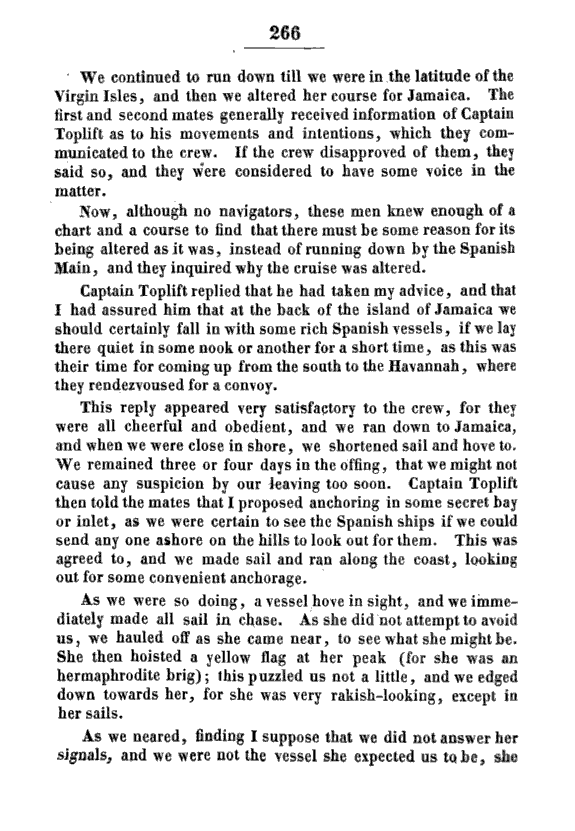 266
We continued to run down till we were in the latitude of the
Virgin Isles, and then we altered her course for Jamaica. The
first and second mates generally received information of Captain
Toplift as to his movements and intentions, which they com-
municated to the crew. If the crew disapproved of them, they
said so, and they were considered to have some voice in the
matter.
Now, although no navigators, these men knew enough of a
chart and a course to find that there must be some reason for its
being altered as it was, instead of running down by the Spanish
Main, and they inquired why the cruise was altered.
Captain Toplift replied that he had taken my advice, and that
I had assured him that at the back of the island of Jamaica we
should certainly fall in with some rich Spanish vessels, if we lay
there quiet in some nook or another for a short time, as this was
their time for coming up from the south to the Havannah, where
they rendezvoused for a convoy.
This reply appeared very satisfactory to the crew, for they
were all cheerful and obedient, and we ran down to Jamaica,
and when we were close in shore, we shortened sail and hove to.
We remained three or four days in the offing, that we might not
cause any suspicion by our leaving too soon. Captain Toplift
then told the mates that I proposed anchoring in some secret bay
or inlet, as we were certain to see the Spanish ships if we could
send any one ashore on the hills to look out for them. This was
agreed to, and we made sail and ran along the coast, looking
out for some convenient anchorage.
As we were so doing, a vessel hove in sight, and we imme-
diately made all sail in chase. As she did not attempt to avoid
us, we hauled off as she came near, to see what she might be.
She then hoisted a yellow flag at her peak (for she was an
hermaphrodite brig); this puzzled us not a little, and we edged
down towards her, for she was very rakish-looking, except in
her sails.
As we neared, finding I suppose that we did not answer her
signals, and we were not the vessel she expected us to be, she